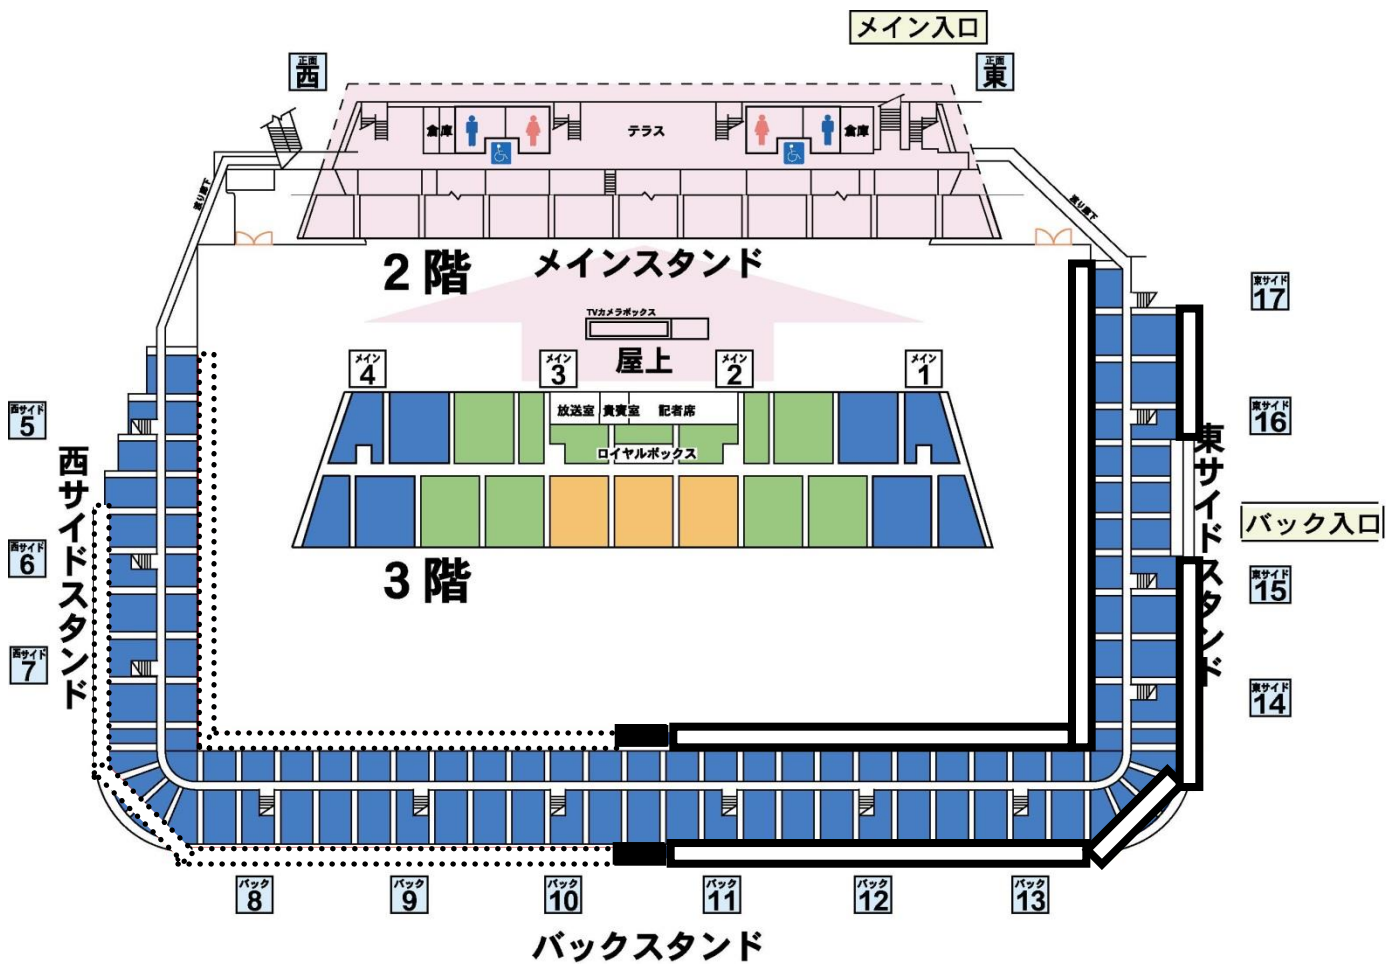 メイン入口
正面
西
正面
東
倉庫
テラス
倉庫
渡り廊下
渡り廊下
2階
メインスタンド
TVカメラボックス
屋上
メイン
4
メイン
3
メイン
2
メイン
1
放送室
貴賓室
記者席
ロイヤルボックス
3階
東サイド
17
東サイド
16
東サイドスタンド
バック入口
東サイド
15
東サイド
14
西サイド
5
西サイドスタンド
西サイド
6
西サイド
7
バック
8
バック
9
バック
10
バック
11
バック
12
バック
13
バックスタンド